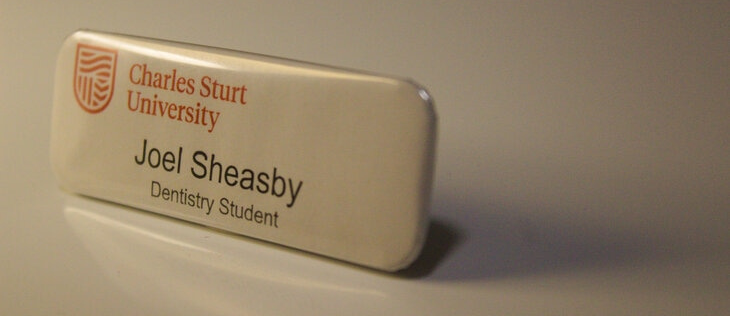 Charles Sturt
University
Joel Sheasby
Dentistry Student